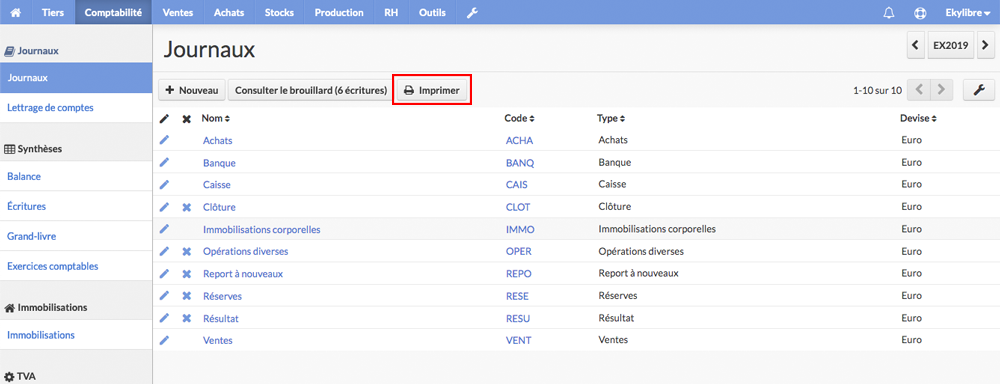 Tiers Comptabilité Ventes Achats Stocks Production RH Outils Ekylibre
Journaux
Journaux
Lettrage de comptes
Synthèses
Balance
Écritures
Grand-livre
Exercices comptables
Immobilisations
Immobilisations
TVA
Journaux EX2019
Nouveau Consulter le brouillard (6 écritures) Imprimer 1-10 sur 10
Nom Code Type Devise
Achats ACHA Achats Euro
Banque BANQ Banque Euro
Caisse CAIS Caisse Euro
Clôture CLOT Clôture Euro
Immobilisations corporelles IMMO Immobilisations corporelles Euro
Opérations diverses OPER Opérations diverses Euro
Report à nouveaux REPO Report à nouveaux Euro
Réserves RESE Réserves Euro
Résultat RESU Résultat Euro
Ventes VENT Ventes Euro